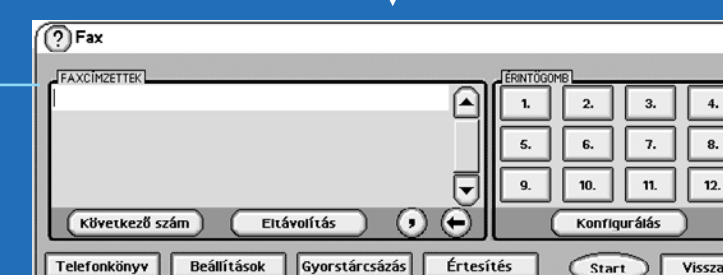 ? Fax
FAXCÍMZETTEK ÉRINTŐGOMB
1. 2. 3. 4.
5. 6. 7. 8.
9. 10. 11. 12.
Következő szám Eltávolítás , Konfigurálás
Telefonkönyv Beállítások Gyorstárcsázás Értesítés Start